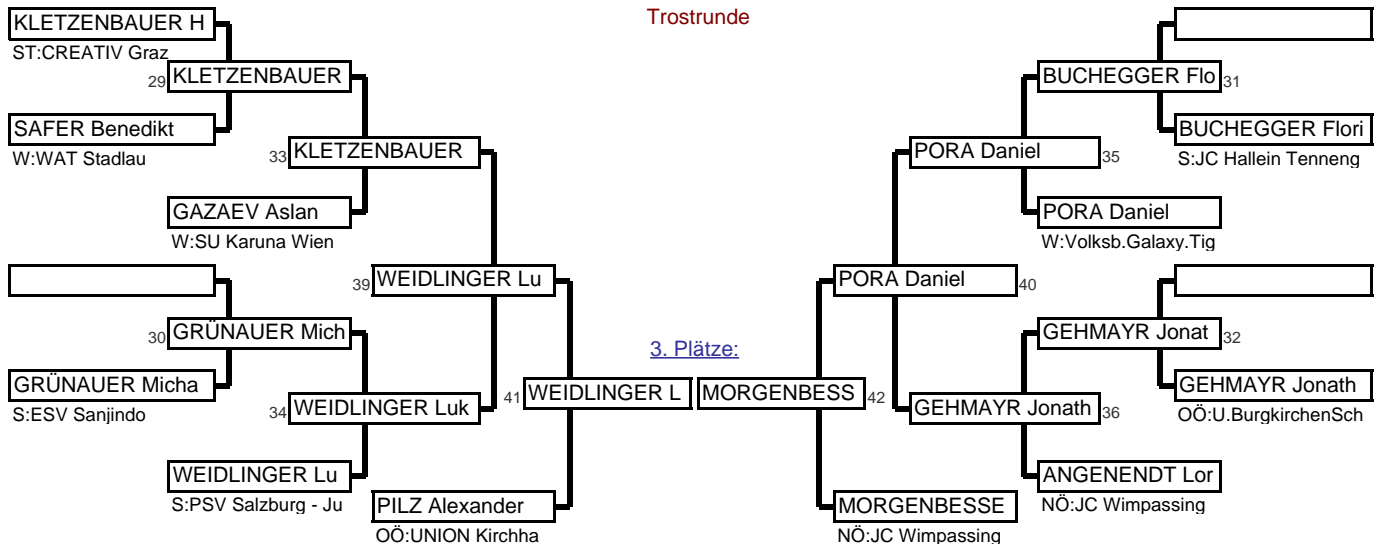 Trostrunde
KLETZENBAUER H
ST:CREATIV Graz
29 KLETZENBAUER
SAFER Benedikt
W:WAT Stadlau
33 KLETZENBAUER
GAZAEV Aslan
W:SU Karuna Wien
39 WEIDLINGER Lu
30 GRÜNAUER Mich
GRÜNAUER Micha
S:ESV Sanjindo
34 WEIDLINGER Luk
WEIDLINGER Lu
S:PSV Salzburg - Ju
PILZ Alexander
OÖ:UNION Kirchha
3. Plätze:
41 WEIDLINGER L
MORGENBESS 42
BUCHEGGER Flo 31
BUCHEGGER Flori
S:JC Hallein Tenneng
PORA Daniel 35
PORA Daniel
W:Volksb.Galaxy.Tig
PORA Daniel 40
GEHMAYR Jonat 32
GEHMAYR Jonath
OÖ:U.BurgkirchenSch
GEHMAYR Jonath 36
ANGENENDT Lor
NÖ:JC Wimpassing
MORGENBESSE
NÖ:JC Wimpassing